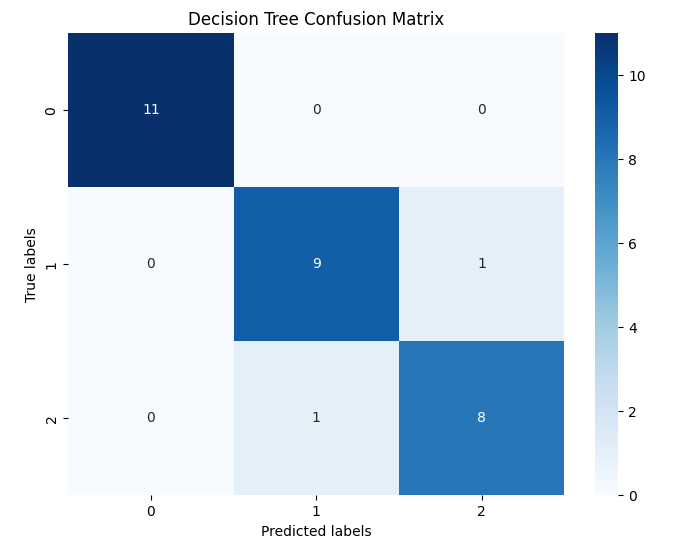 Decision Tree Confusion Matrix
True labels
0 11 0 0
1 0 9 1
2 0 1 8
0 1 2
Predicted labels
10
8
6
4
2
0